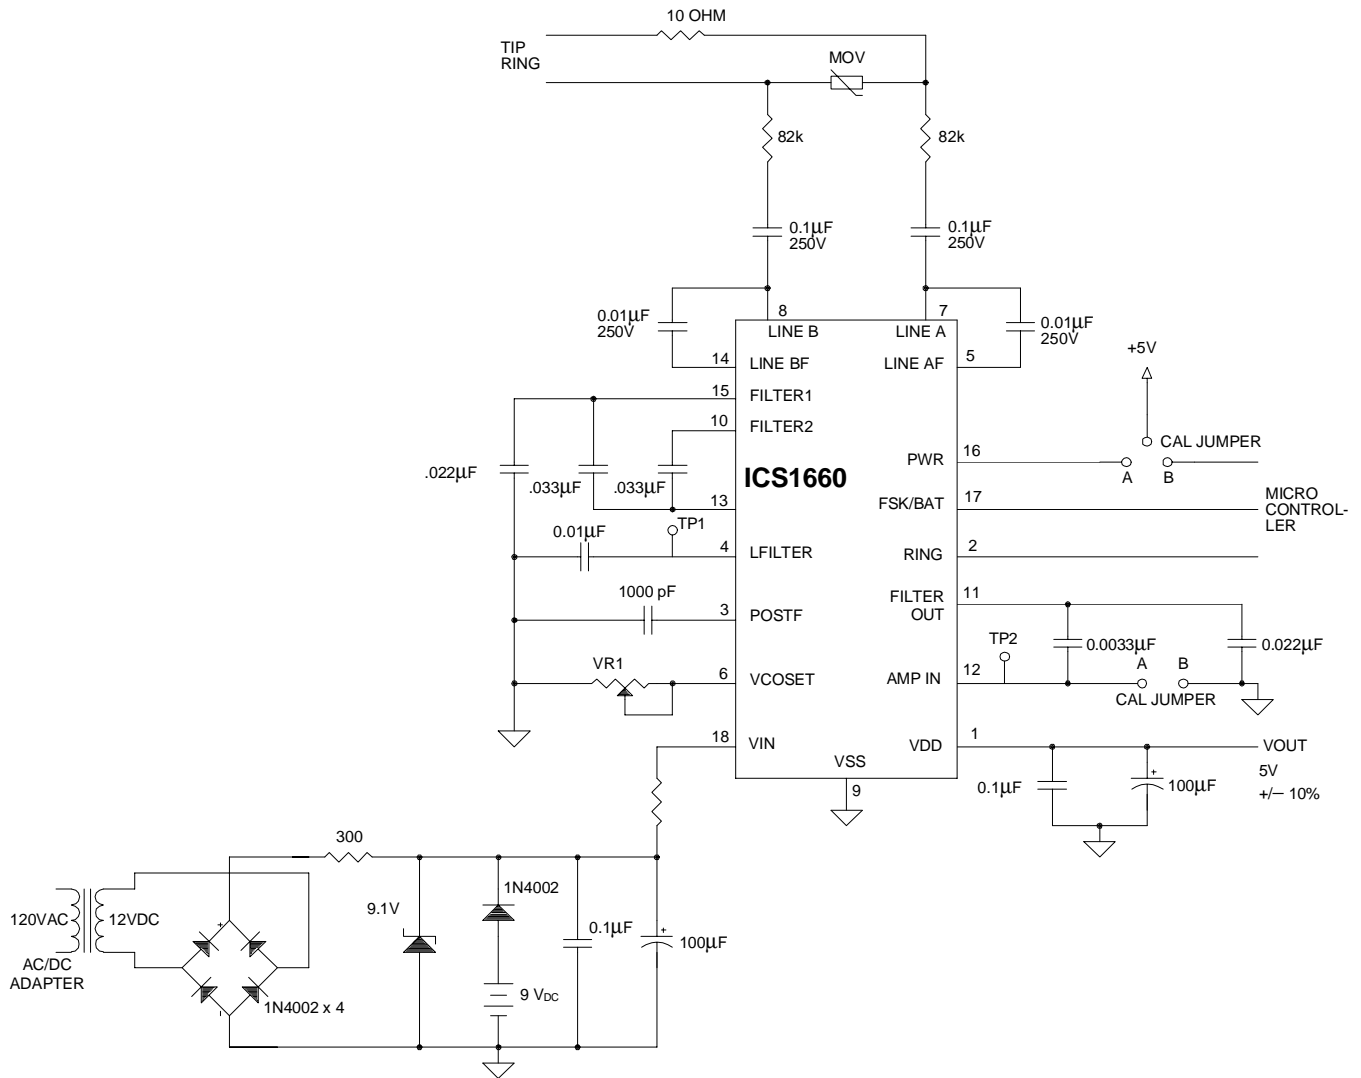 10 OHM
TIP
RING
MOV
82k
82k
0.1µF
250V
0.1µF
250V
0.01µF
250V
8
7
0.01µF
250V
LINE B
LINE A
14
LINE BF
LINE AF
5
+5V
15
FILTER1
10
FILTER2
CAL JUMPER
PWR
16
A
B
.022µF
.033µF
.033µF
ICS1660
13
FSK/BAT
17
MICRO
CONTROL-
LER
0.01µF
TP1
4
LFILTER
RING
2
1000 pF
3
POSTF
FILTER
OUT
11
TP2
0.0033µF
0.022µF
A
B
VR1
6
VCOSET
AMP IN
12
CAL JUMPER
18
VIN
VDD
1
VOUT
5V
+/– 10%
VSS
9
0.1µF
+
100µF
300
120VAC
12VDC
AC/DC
ADAPTER
+
-
1N4002 x 4
9.1V
1N4002
9 VDC
0.1µF
+
100µF